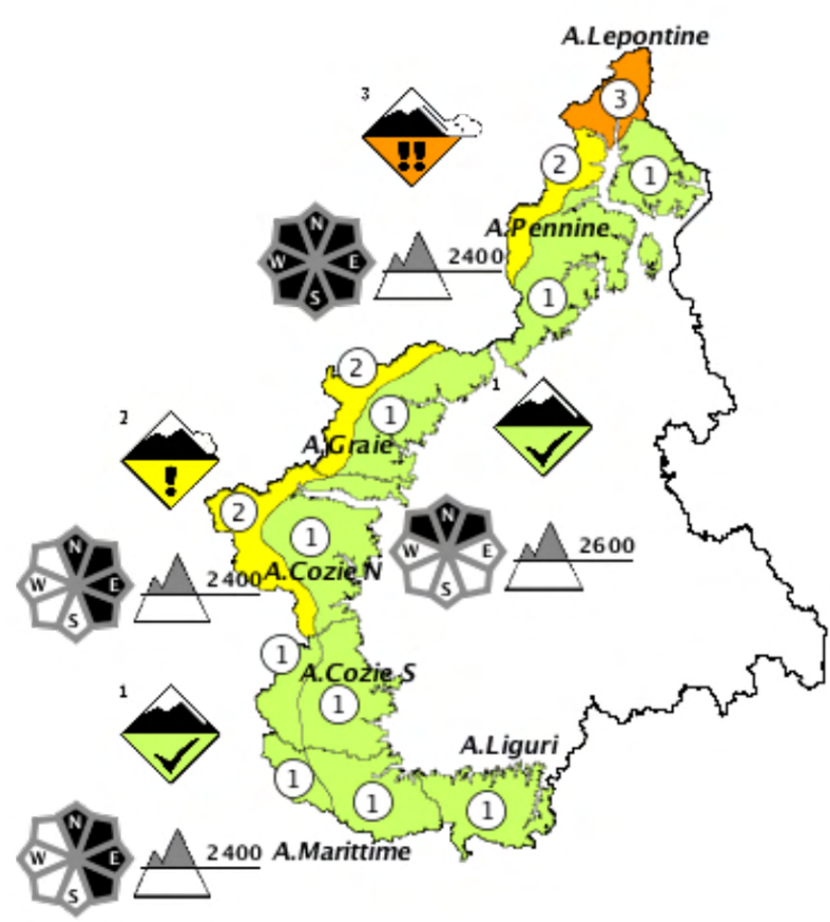 A.Lepontine
3
3
2
1
N
W E
S
2400
A.Pennine
1
2
1
1
A.Graie
2
2
1
N
W E
S
2400
A.Cozie N
N
W E
S
2600
1
A.Cozie S
1
1
A.Liguri
1
1
1
N
W E
S
2400
A.Marittime